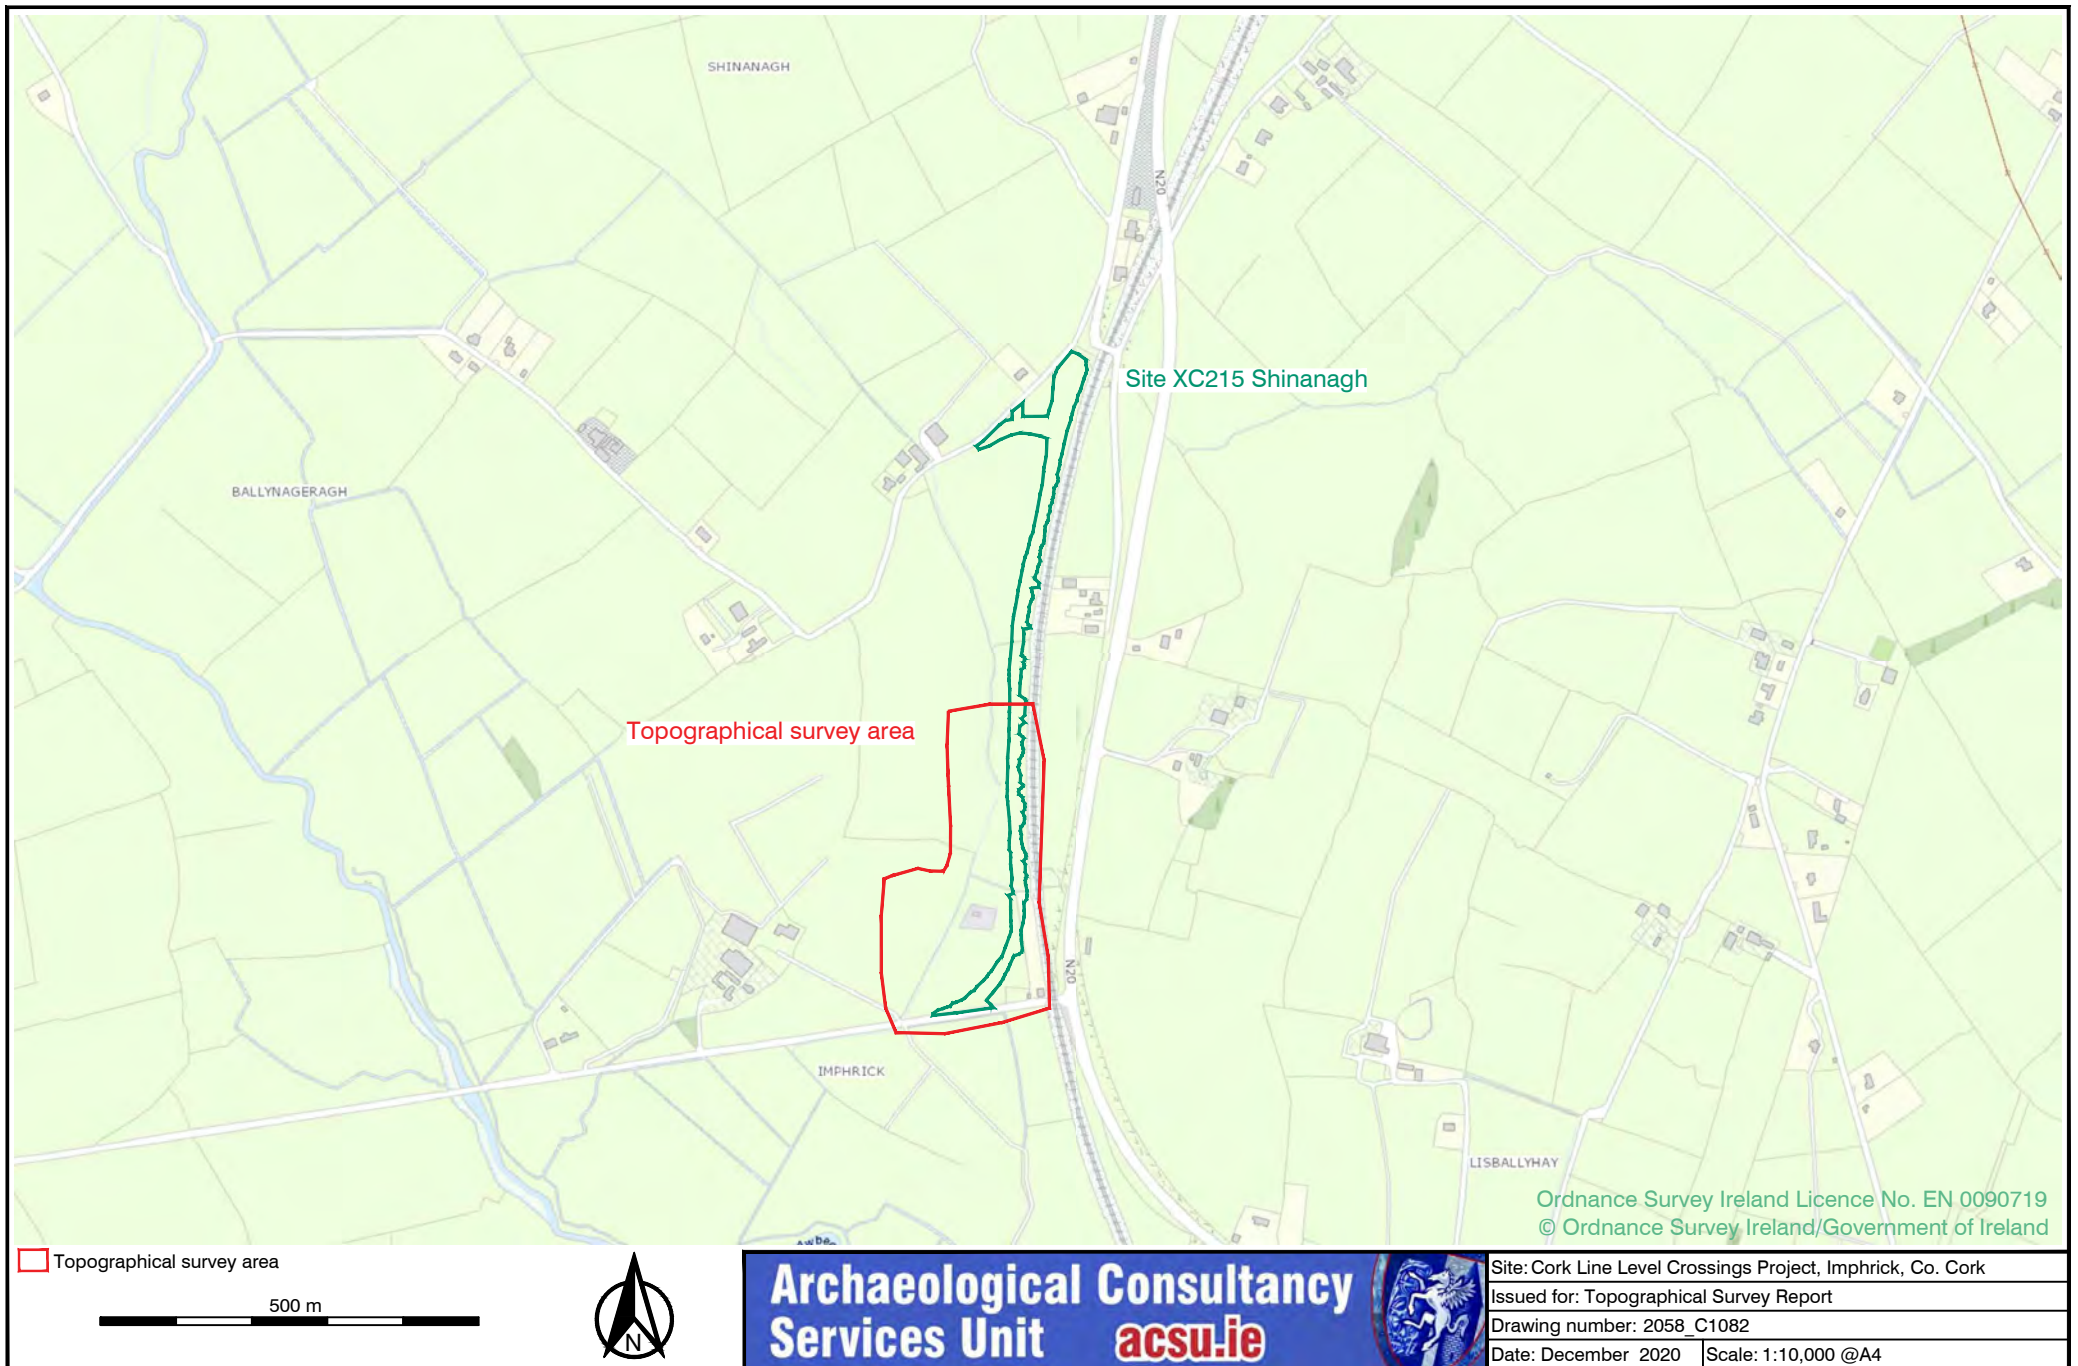 SHINANAGH
N20
Site XC215 Shinanagh
BALLYNAGERAGH
Topographical survey area
N20
IMPHRICK
LISBALLYHAY
Ordnance Survey Ireland Licence No. EN 0090719
© Ordnance Survey Ireland/Government of Ireland
Topographical survey area
500 m
N
Archaeological Consultancy
Services Unit acsu.ie
Site: Cork Line Level Crossings Project, Imphrick, Co. Cork
Issued for: Topographical Survey Report
Drawing number: 2058_C1082
Date: December 2020 Scale: 1:10,000 @A4